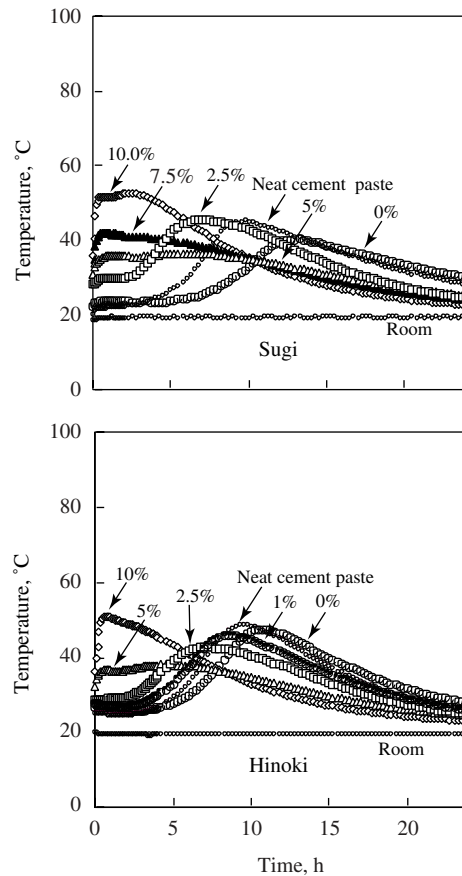 100
80
60
40
20
0
Temperature, °C
10.0%
7.5%
2.5%
Neat cement paste
5%
0%
Room
Sugi
100
80
60
40
20
0
Temperature, °C
10%
5%
2.5%
Neat cement paste
1%
0%
Room
Hinoki
0 5 10 15 20
Time, h